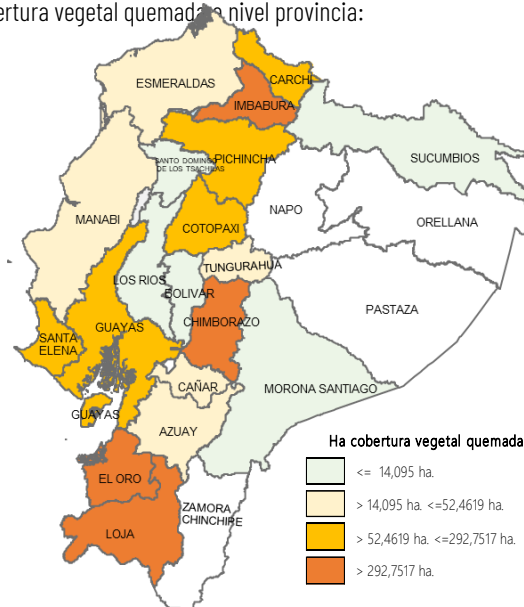 ertura vegetal quemada a nivel provincia:
ESMERALDAS
CARCHI
IMBABURA
SANTO DOMINGO
DE LOS TSACHILAS
PICHINCHA
SUCUMBIOS
MANABI
NAPO
ORELLANA
COTOPAXI
TUNGURAHUA
LOS RIOS
BOLIVAR
PASTAZA
SANTA
ELENA
GUAYAS
CHIMBORAZO
CAÑAR
MORONA SANTIAGO
GUAYAS
AZUAY
EL ORO
ZAMORA
CHINCHIRE
LOJA
Ha cobertura vegetal quemada
<= 14,095 ha.
> 14,095 ha. <=52,4619 ha.
> 52,4619 ha. <=292,7517 ha.
> 292,7517 ha.